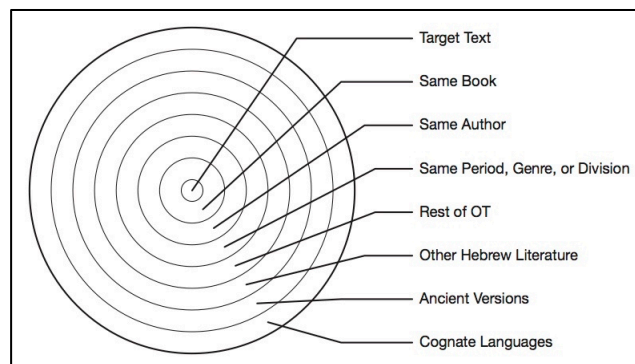 Target Text
Same Book
Same Author
Same Period, Genre, or Division
Rest of OT
Other Hebrew Literature
Ancient Versions
Cognate Languages